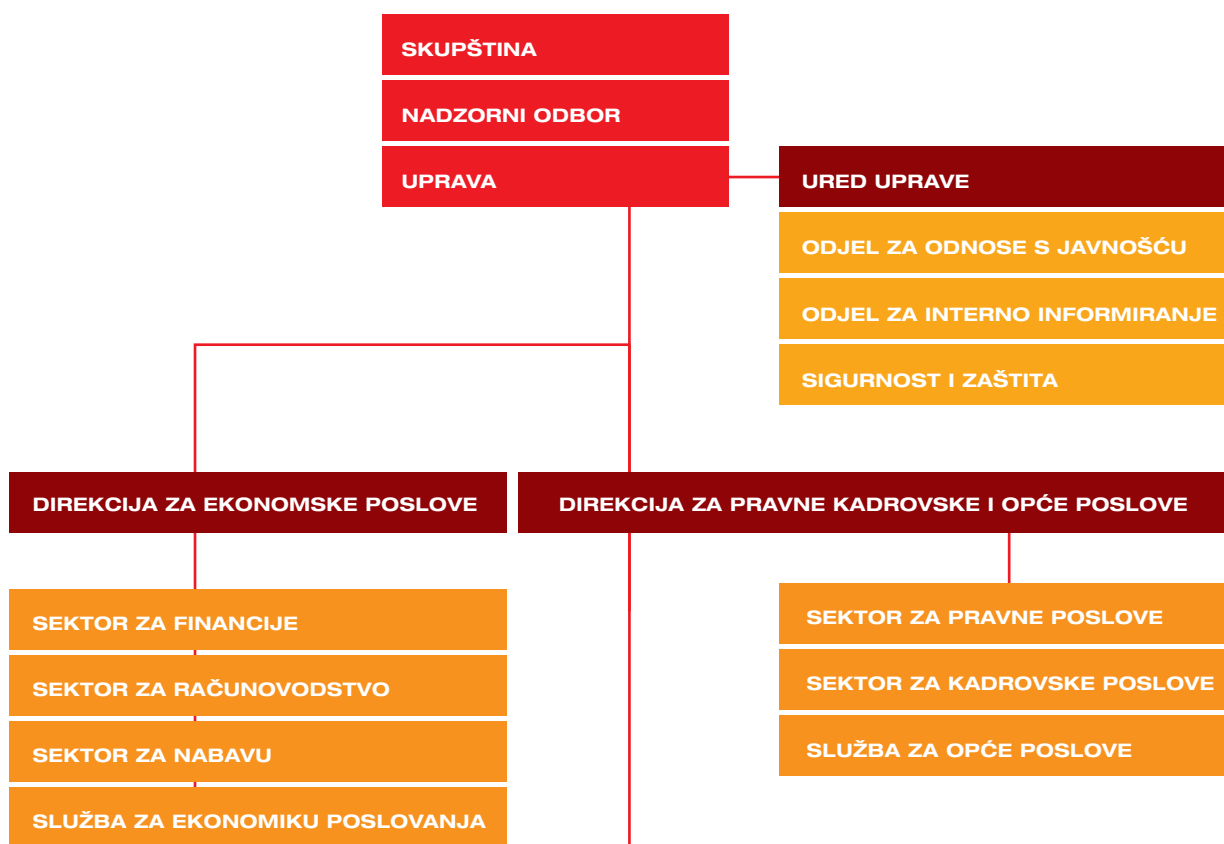 SKUPŠTINA
NADZORNI ODBOR
UPRAVA
URED UPRAVE
ODJEL ZA ODNOSE S JAVNOŠĆU
ODJEL ZA INTERNO INFORMIRANJE
SIGURNOST I ZAŠTITA
DIREKCIJA ZA EKONOMSKE POSLOVE
SEKTOR ZA FINANCIJE
SEKTOR ZA RAČUNOVODSTVO
SEKTOR ZA NABAVU
SLUŽBA ZA EKONOMIKU POSLOVANJA
DIREKCIJA ZA PRAVNE KADROVSKE I OPĆE POSLOVE
SEKTOR ZA PRAVNE POSLOVE
SEKTOR ZA KADROVSKE POSLOVE
SLUŽBA ZA OPĆE POSLOVE